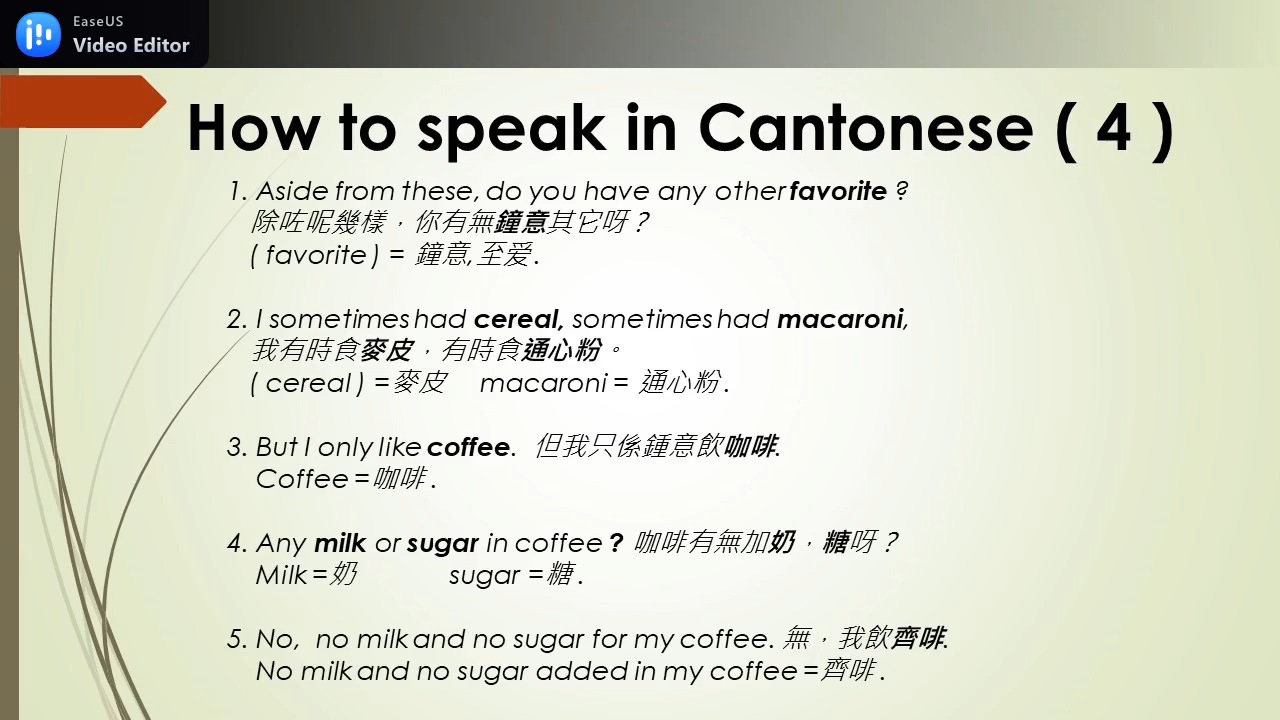 EaseUS
Video Editor
How to speak in Cantonese ( 4 )
1. Aside from these, do you have any other favorite ?
除咗呢幾樣，你有無鐘意其它呀？
( favorite ) = 鐘意,至爱 .
2. I sometimes had cereal, sometimes had macaroni,
我有時食麥皮，有時食通心粉。
( cereal ) =麥皮 macaroni = 通心粉 .
3. But I only like coffee. 但我只係鍾意飲咖啡.
Coffee =咖啡 .
4. Any milk or sugar in coffee ? 咖啡有無加奶，糖呀？
Milk =奶 sugar =糖 .
5. No, no milk and no sugar for my coffee. 無，我飲齊啡.
No milk and no sugar added in my coffee =齊啡 .